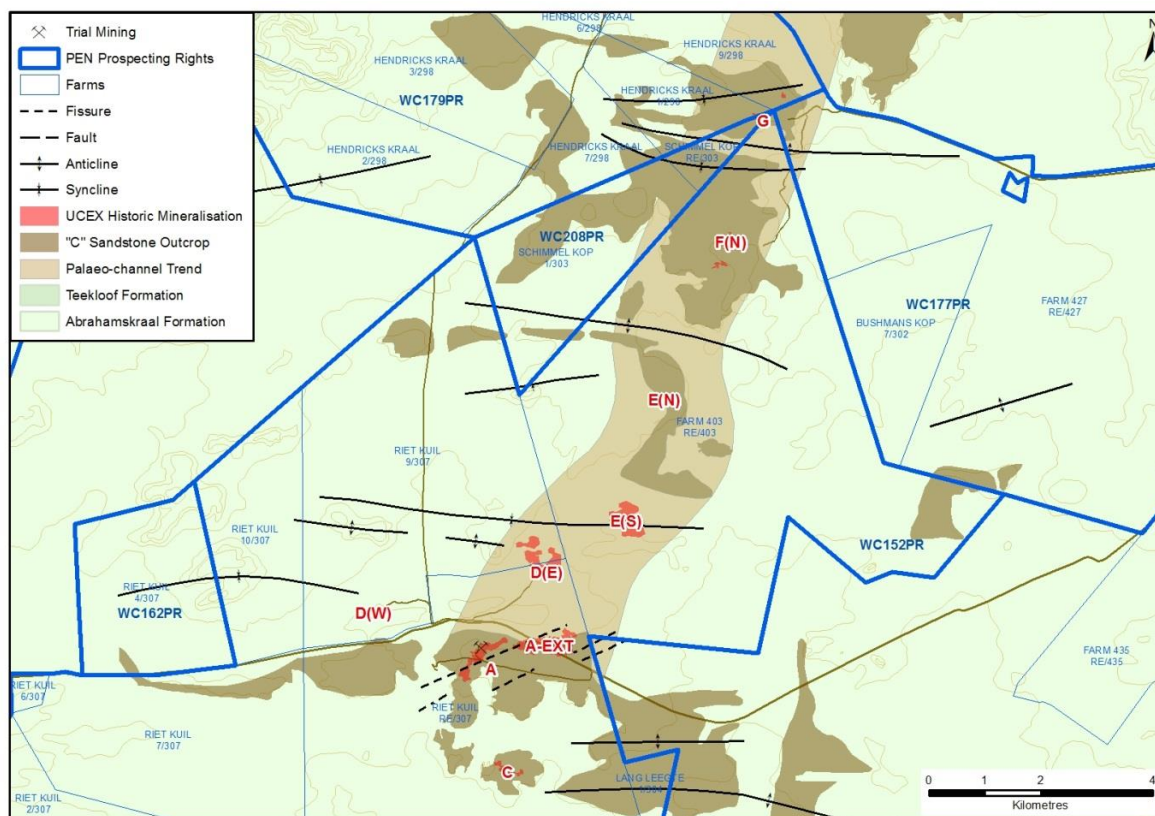 Trial Mining
PEN Prospecting Rights
Farms
Fissure
Fault
Anticline
Syncline
UCEX Historic Mineralisation
"C" Sandstone Outcrop
Palaeo-channel Trend
Teekloof Formation
Abrahamskraal Formation
HENDRICKS KRAAL
6/298
HENDRICKS KRAAL
3/298
HENDRICKS KRAAL
9/298
N
HENDRICKS KRAAL
WC179PR
G
HENDRICKS KRAAL
2/298
HENDRICKS KRAAL
7/298
SCHIMMEL KOP
RE/303
WC208PR
SCHIMMEL KOP
1/303
F(N)
WC177PR
FARM 427
RE/427
BUSHMANS KOP
7/302
E(N)
FARM 403
RE/403
RIET KUIL
9/307
E(S)
RIET KUIL
10/307
WC152PR
D(E)
RIET KUIL
4/307
WC162PR
D(W)
A-EXT
A
FARM 435
RE/435
RIET KUIL
6/307
RIET KUIL
RE/307
RIET KUIL
7/307
C
LANG LEEGTE
RIET KUIL
2/307
0 1 2 4
Kilometres